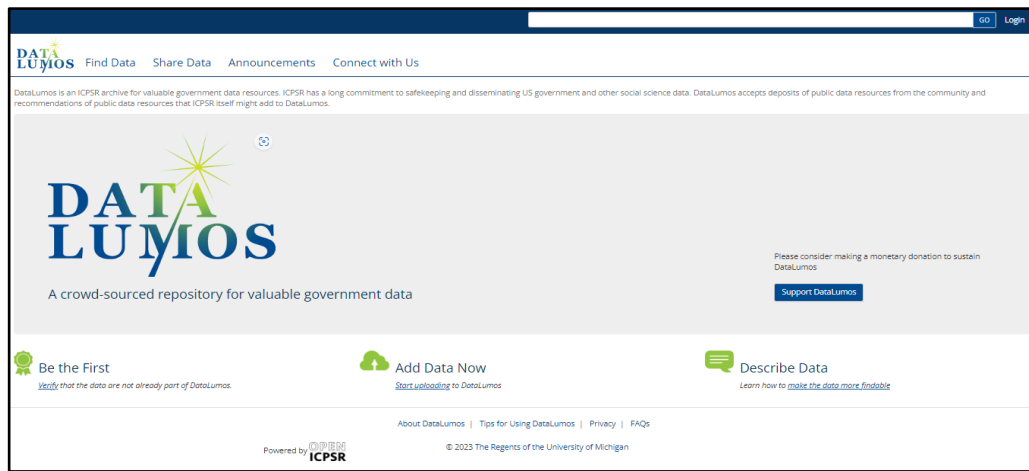 GO Login
DATA LUMOS Find Data Share Data Announcements Connect with Us
DataLumos is an ICPSR archive for valuable government data resources. ICPSR has a long commitment to safekeeping and disseminating US government and other social science data. DataLumos accepts deposits of public data resources from the community and
recommendations of public data resources that ICPSR itself might add to DataLumos.
DATA
LUMOS
A crowd-sourced repository for valuable government data
Please consider making a monetary donation to sustain
DataLumos
Support DataLumos
Be the First
Verify that the data are not already part of DataLumos.
Add Data Now
Start uploading to DataLumos
Describe Data
Learn how to make the data more findable
About DataLumos | Tips for Using DataLumos | Privacy | FAQs
Powered by OPEN ICPSR
© 2023 The Regents of the University of Michigan